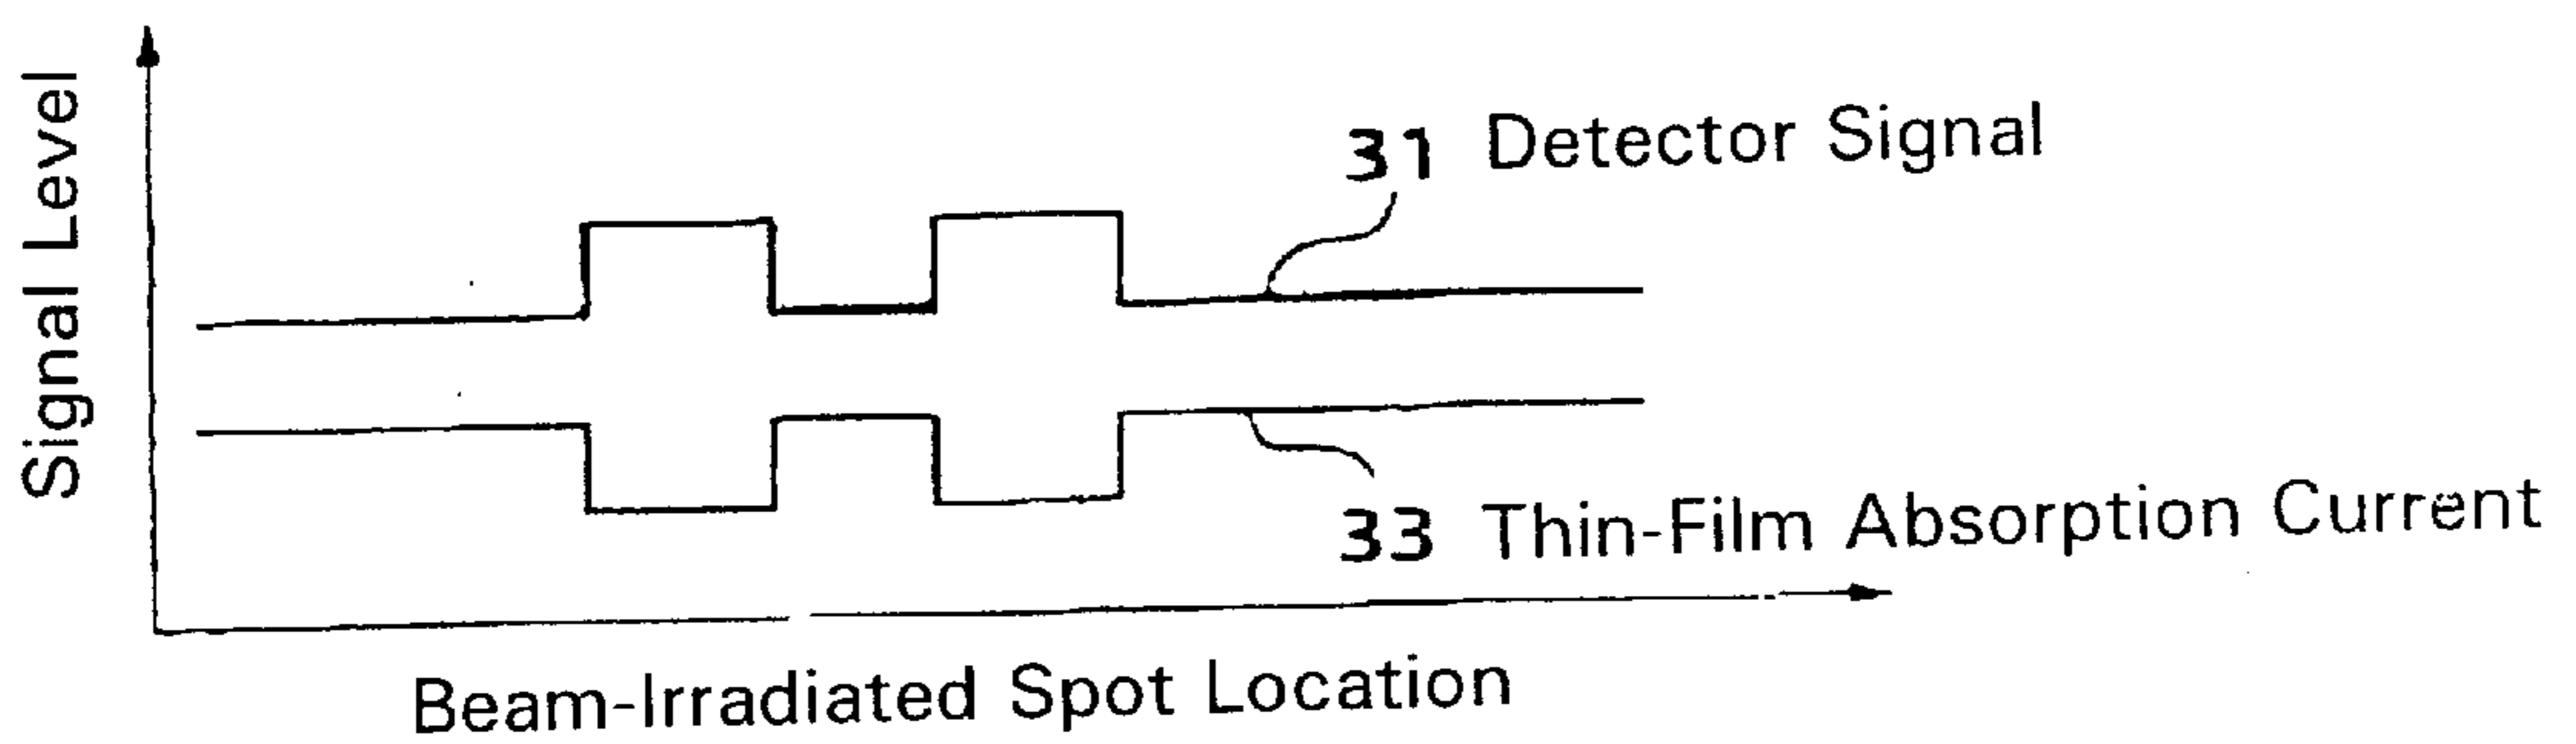 Signal Level
31 Detector Signal
33 Thin-Film Absorption Current
Beam-Irradiated Spot Location